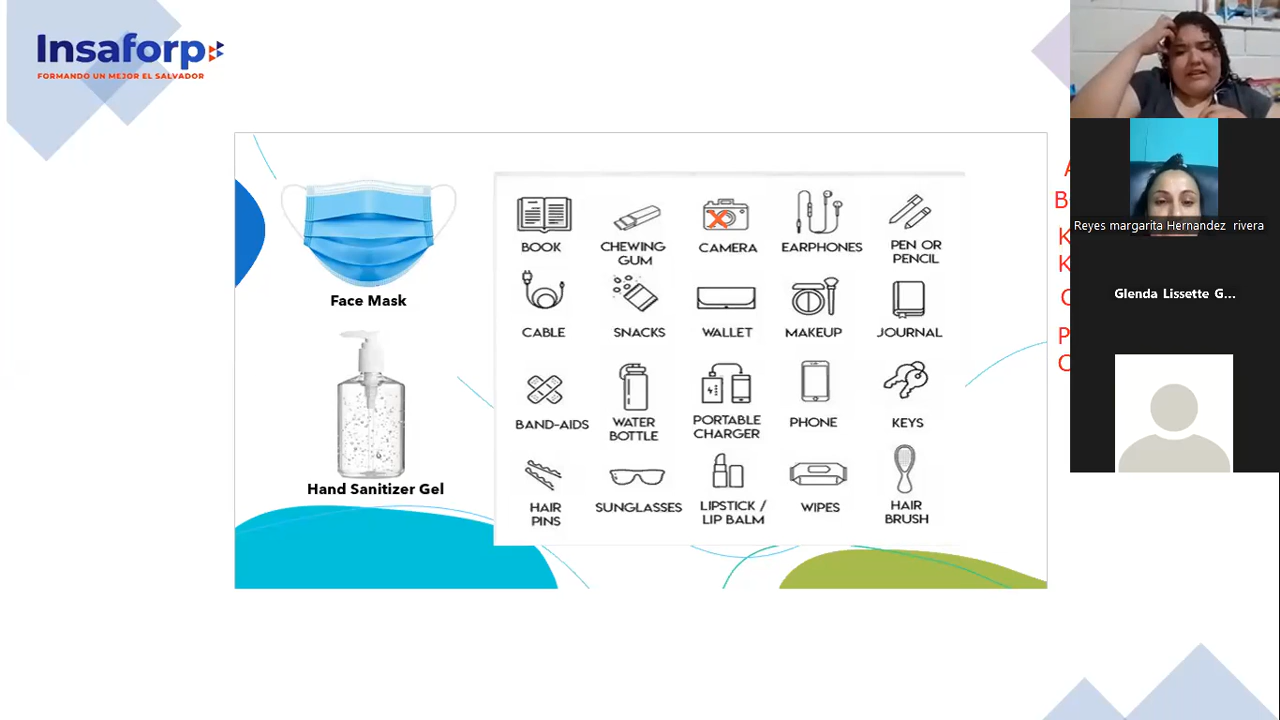 Insaforp
FORMANDO UN MEJOR EL SALVADOR
Face Mask
Hand Sanitizer Gel
BOOK
CHEWING
GUM
CAMERA
EARPHONES
PEN OR
PENCIL
CABLE
SNACKS
WALLET
MAKEUP
JOURNAL
BAND-AIDS
WATER
BOTTLE
PORTABLE
CHARGER
PHONE
KEYS
HAIR
PINS
SUNGLASSES
LIPSTICK /
LIP BALM
WIPES
HAIR
BRUSH
B
K
K
P
Reyes margarita Hernandez rivera
Glenda Lissette G...